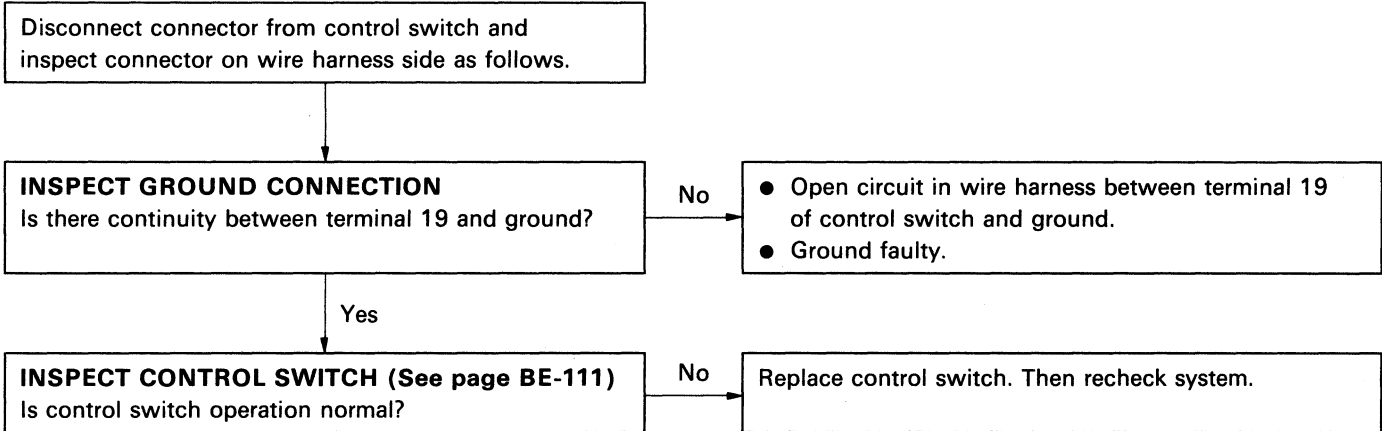 Disconnect connector from control switch and
inspect connector on wire harness side as follows.
INSPECT GROUND CONNECTION
Is there continuity between terminal 19 and ground?
No
● Open circuit in wire harness between terminal 19
of control switch and ground.
● Ground faulty.
Yes
INSPECT CONTROL SWITCH (See page BE-111)
Is control switch operation normal?
No
Replace control switch. Then recheck system.